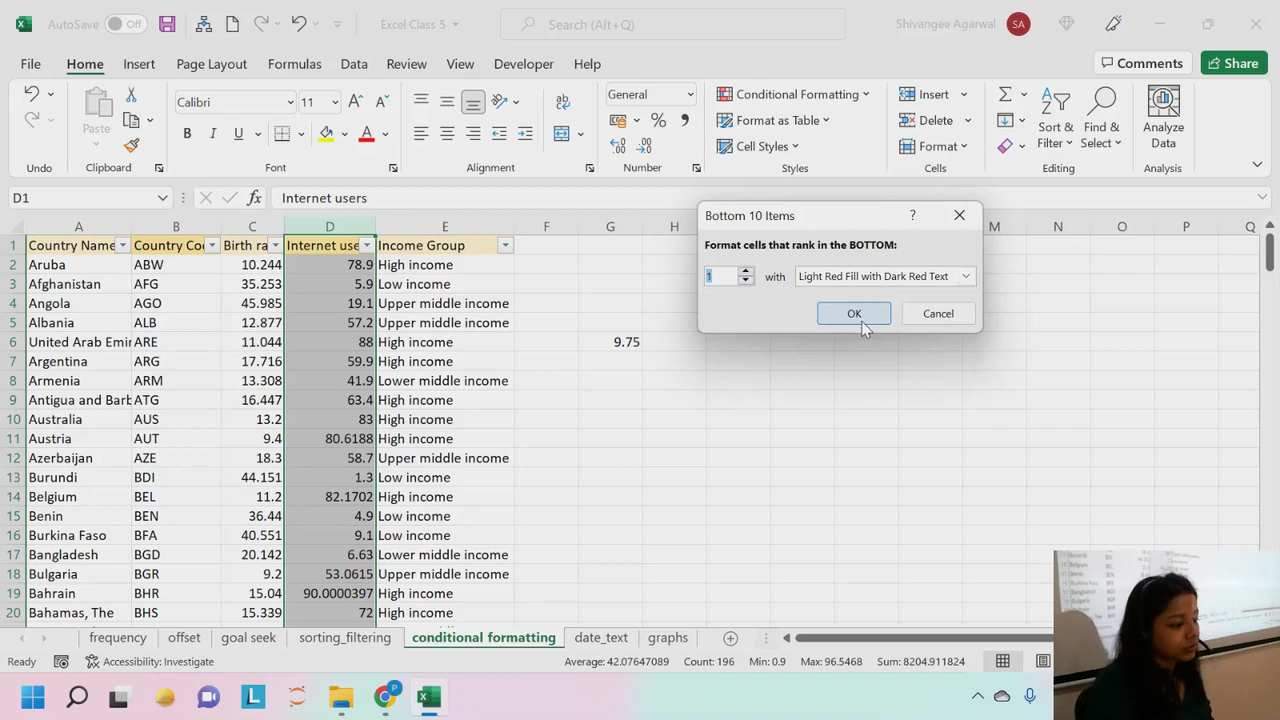 AutoSave Off Excel Class 5 Search (Alt+Q) Shivangee Agarwal SA
File Home Insert Page Layout Formulas Data Review View Developer Help Comments Share
Calibri 11 General Conditional Formatting Insert
Paste B I U A Format as Table Delete Sort & Filter Find & Select Analyze Data
Cell Styles Format
Undo Clipboard Font Alignment Number Styles Cells Editing Analysis
D1 fx Internet users
A B C D E F G H M N O P Q
1 Country Name Country Co Birth ra Internet use Income Group
2 Aruba ABW 10.244 78.9 High income
3 Afghanistan AFG 35.253 5.9 Low income
4 Angola AGO 45.985 19.1 Upper middle income
5 Albania ALB 12.877 57.2 Upper middle income
6 United Arab Emir ARE 11.044 88 High income 9.75
7 Argentina ARG 17.716 59.9 High income
8 Armenia ARM 13.308 41.9 Lower middle income
9 Antigua and Barb ATG 16.447 63.4 High income
10 Australia AUS 13.2 83 High income
11 Austria AUT 9.4 80.6188 High income
12 Azerbaijan AZE 18.3 58.7 Upper middle income
13 Burundi BDI 44.151 1.3 Low income
14 Belgium BEL 11.2 82.1702 High income
15 Benin BEN 36.44 4.9 Low income
16 Burkina Faso BFA 40.551 9.1 Low income
17 Bangladesh BGD 20.142 6.63 Lower middle income
18 Bulgaria BGR 9.2 53.0615 Upper middle income
19 Bahrain BHR 15.04 90.0000397 High income
20 Bahamas, The BHS 15.339 72 High income
Bottom 10 Items ?
Format cells that rank in the BOTTOM:
1 with Light Red Fill with Dark Red Text
OK Cancel
frequency offset goal seek sorting_filtering conditional formatting date_text graphs
Ready Accessibility: Investigate Average: 42.07647089 Count: 196 Min: 0.9 Max: 96.5468 Sum: 8204.911824